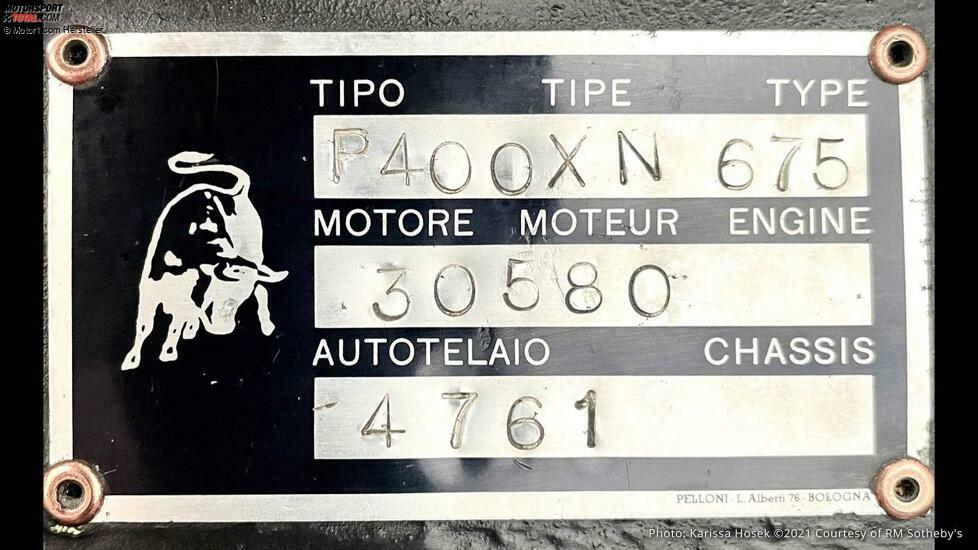 MOTORSPORT
TOTAL.COM
© Motor1.com Hersteller
TIPO TIPE TYPE
P400XN 675
MOTORE MOTEUR ENGINE
30580
AUTOTELAIO CHASSIS
4761
PELLONI - L. Alberti 76 - BOLOGNA
Photo: Karissa Hosek ©2021 Courtesy of RM Sotheby's